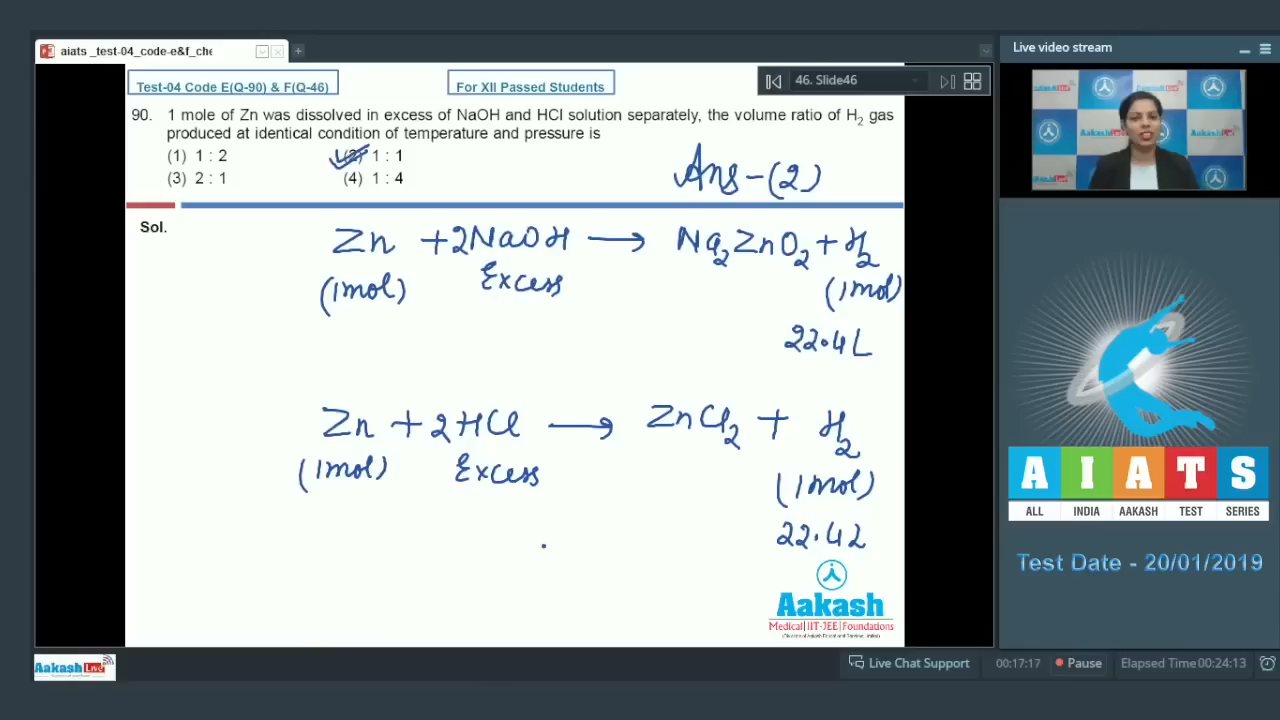 aiats _test-04_code-e&f_che
Live video stream
Test-04 Code E(Q-90) & F(Q-46)
For XII Passed Students
46. Slide46
90. 1 mole of Zn was dissolved in excess of NaOH and HCl solution separately, the volume ratio of H2 gas
produced at identical condition of temperature and pressure is
(1) 1 : 2
(2) 1 : 1
(3) 2 : 1
(4) 1 : 4
Ans - (2)
Sol.
Zn + 2NaOH → Na2ZnO2 + H2
(1mol) Excess (1mol)
22.4L
Zn + 2HCl → ZnCl2 + H2
(1mol) Excess (1mol)
22.4L
Aakash
Medical|IIT-JEE|Foundations
AakashLive
A I A T S
ALL INDIA AAKASH TEST SERIES
Test Date - 20/01/2019
AakashLive
Live Chat Support
00:17:17
Pause
Elapsed Time 00:24:13